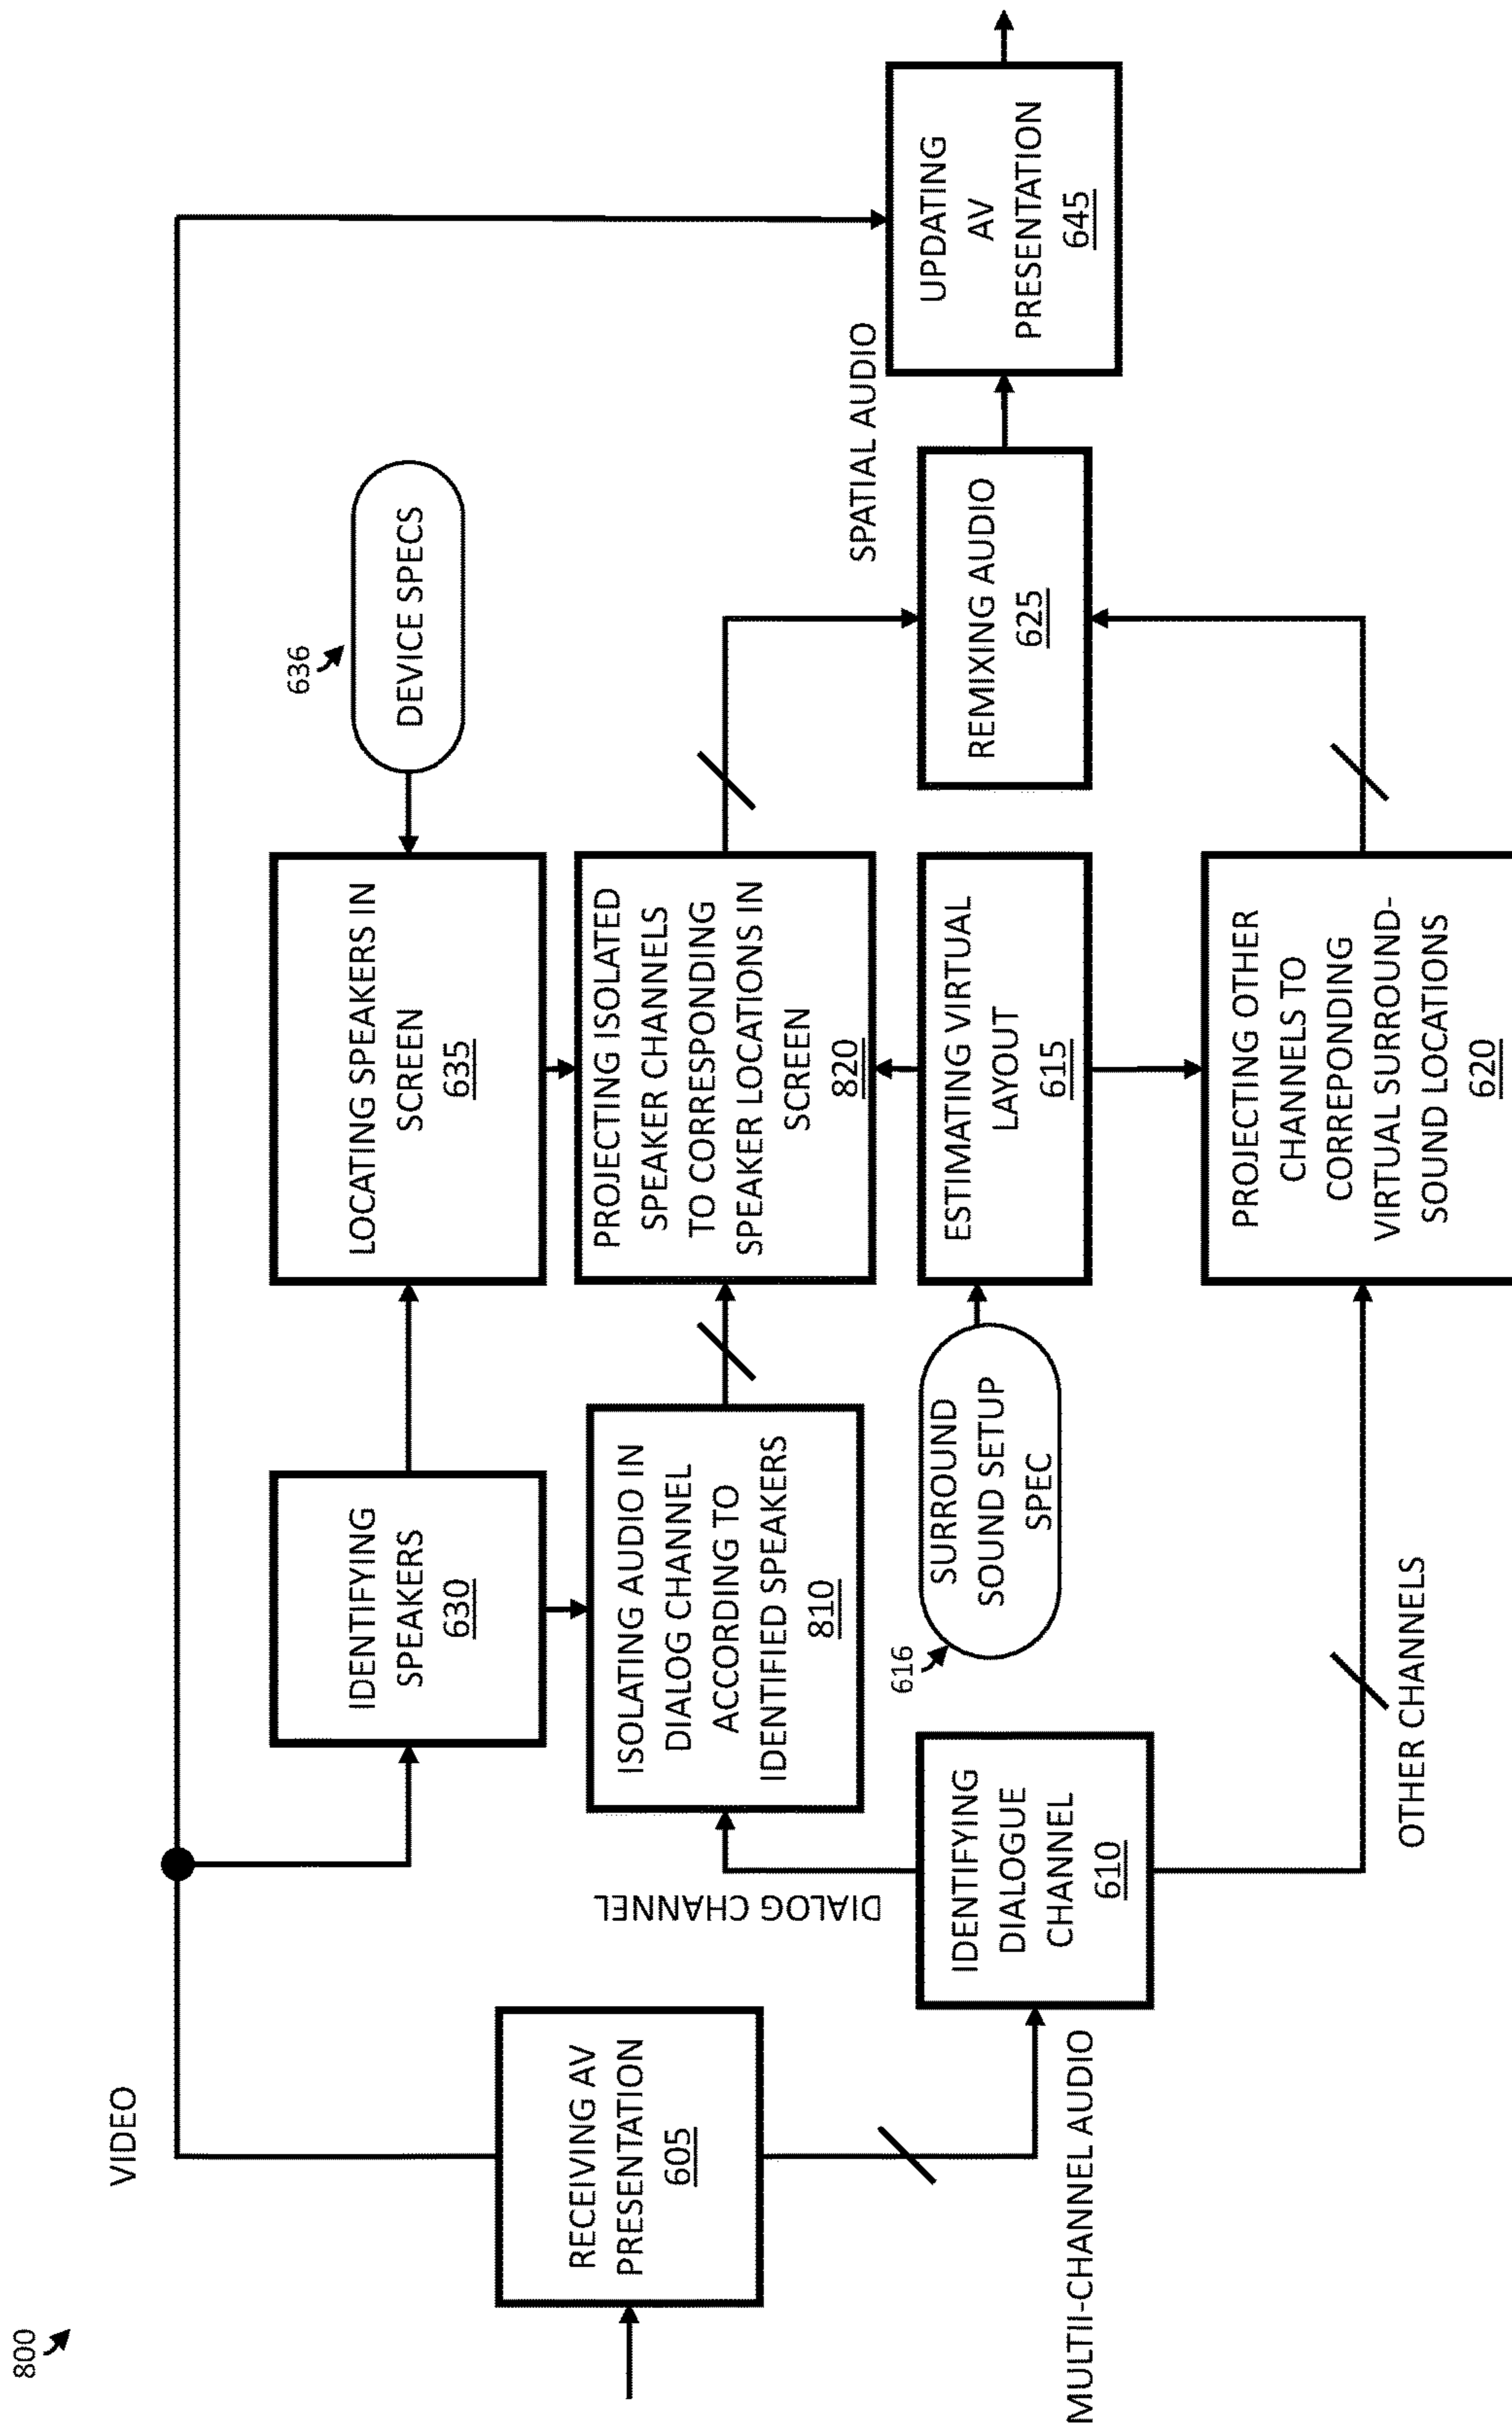 800
VIDEO
RECEIVING AV
PRESENTATION
605
MULTII-CHANNEL AUDIO
IDENTIFYING
DIALOGUE
CHANNEL
610
DIALOG CHANNEL
OTHER CHANNELS
IDENTIFYING
SPEAKERS
630
ISOLATING AUDIO IN
DIALOG CHANNEL
ACCORDING TO
IDENTIFIED SPEAKERS
810
616
SURROUND
SOUND SETUP
SPEC
LOCATING SPEAKERS IN
SCREEN
635
PROJECTING ISOLATED
SPEAKER CHANNELS
TO CORRESPONDING
SPEAKER LOCATIONS IN
SCREEN
820
ESTIMATING VIRTUAL
LAYOUT
615
PROJECTING OTHER
CHANNELS TO
CORREPONDING
VIRTUAL SURROUND-
SOUND LOCATIONS
620
636
DEVICE SPECS
REMIXING AUDIO
625
SPATIAL AUDIO
UPDATING
AV
PRESENTATION
645